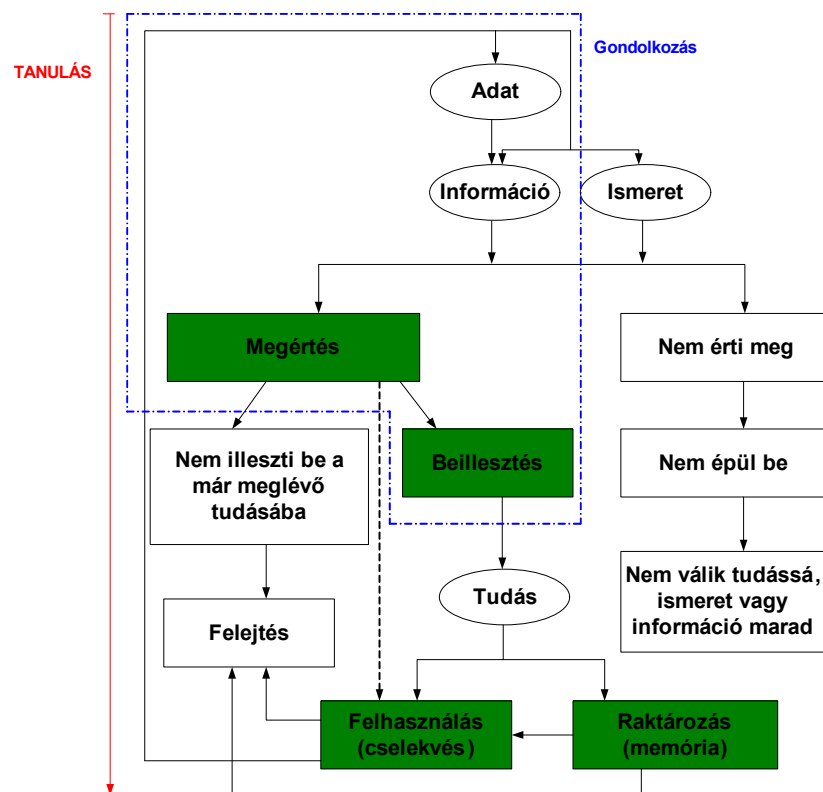 TANULÁS
Gondolkozás
Adat
Információ
Ismeret
Megértés
Nem érti meg
Nem illeszti be a
már meglévő
tudásába
Beillesztés
Nem épül be
Tudás
Nem válik tudássá,
ismeret vagy
információ marad
Felejtés
Felhasználás
(cselekvés)
Raktározás
(memória)